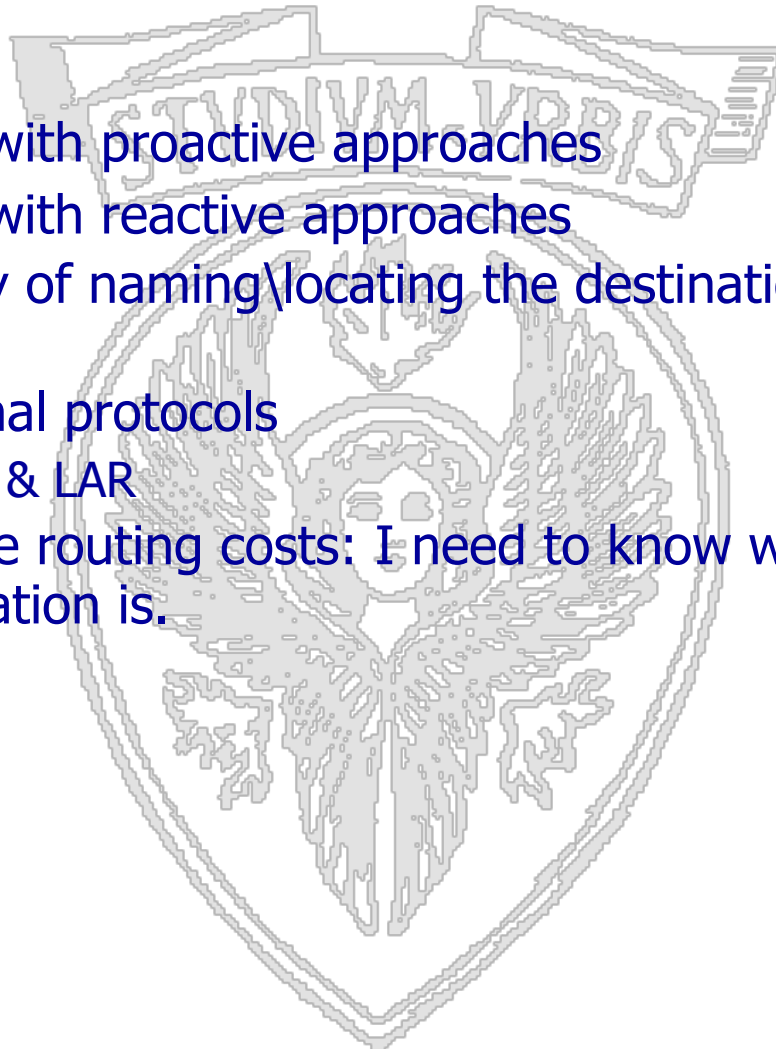 STVDIVM VRBIS
with proactive approaches
with reactive approaches
y of naming\locating the destinatio
nal protocols
& LAR
e routing costs: I need to know w
ation is.